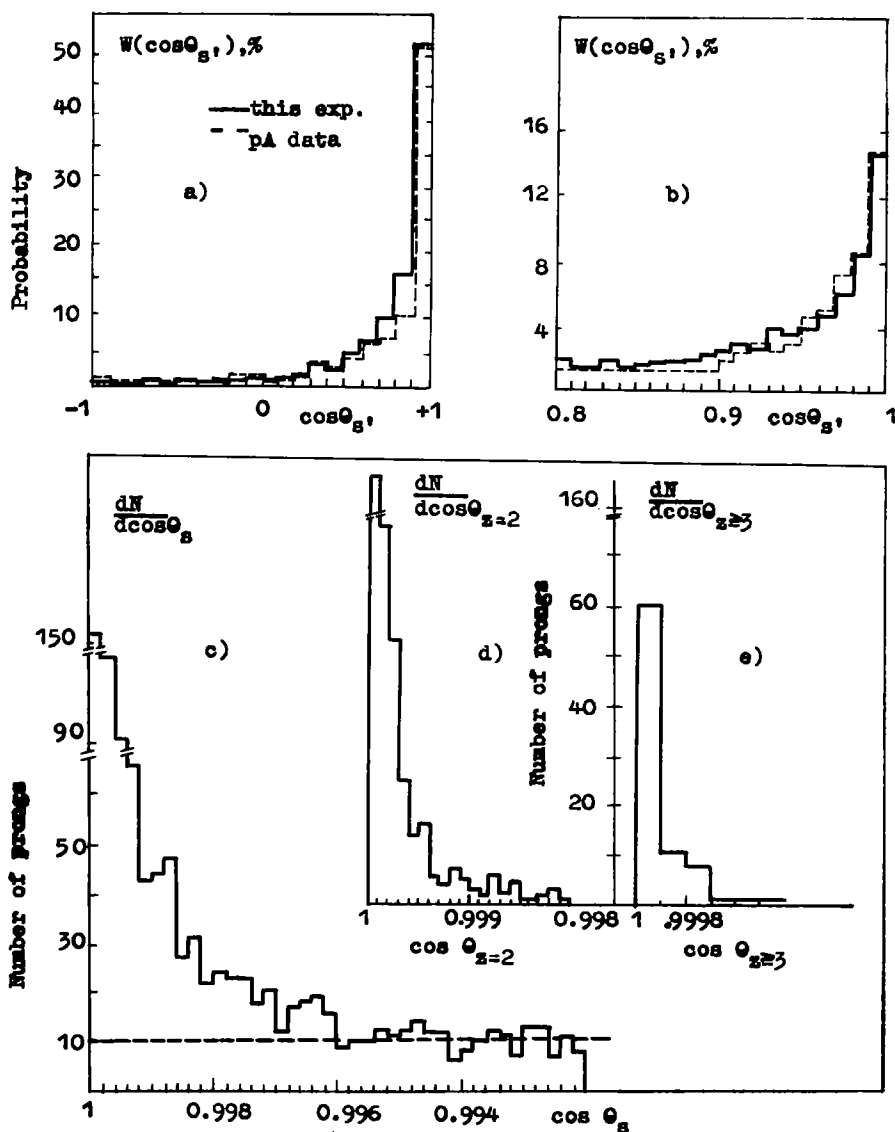 W(cosθs'),%
50
40
30
20
10
Probability
this exp.
pA data
a)
-1 0 +1
cosθs'
W(cosθs'),%
16
12
8
4
b)
0.8 0.9 1
cosθs'
dN
dcosθs
150
90
50
30
10
Number of prongs
c)
1 0.998 0.996 0.994 cos θs
dN
dcosθz=2
d)
1 0.999 0.998
cos θz=2
dN
dcosθz≥3
160
60
40
20
Number of prongs
e)
1 .9998
cos θz≥3